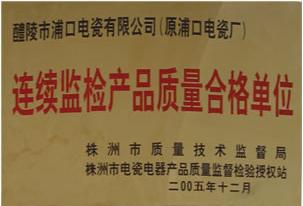 醴陵市浦口电瓷有限公司(原浦口电瓷厂)
连续监检产品质量合格单位
株洲市质量技术监督局
株洲市电瓷电器产品质量监督检验授权站
二00五年十二月